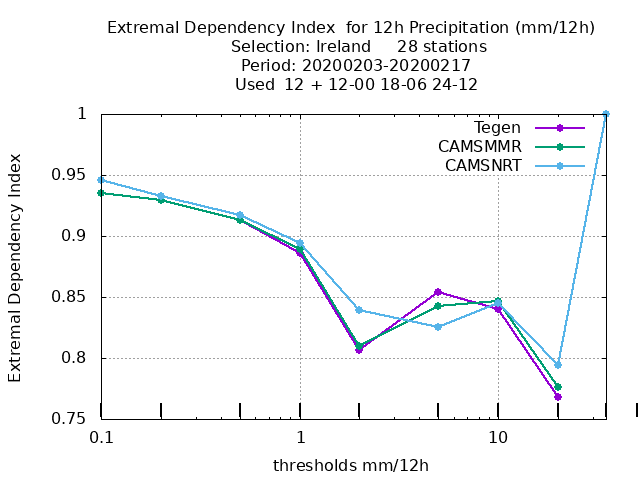 Extremal Dependency Index  for 12h Precipitation (mm/12h)
Selection: Ireland     28 stations
Period: 20200203-20200217
Used  12 + 12-00 18-06 24-12
Tegen
CAMSMMR
CAMSNRT
1
0.95
0.9
0.85
0.8
0.75
Extremal Dependency Index
0.1
1
10
thresholds mm/12h